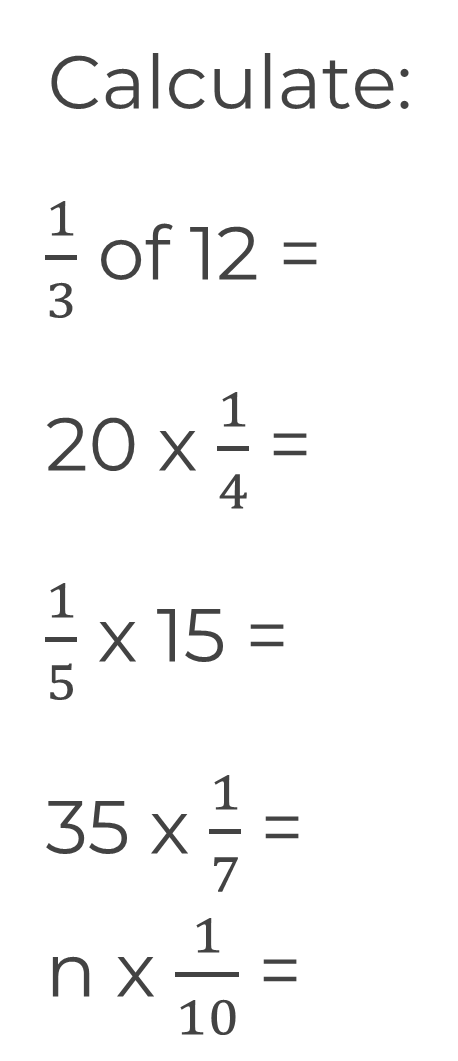 Calculate:
1/3 of 12 =
20 x 1/4 =
1/5 x 15 =
35 x 1/7 =
n x 1/10 =